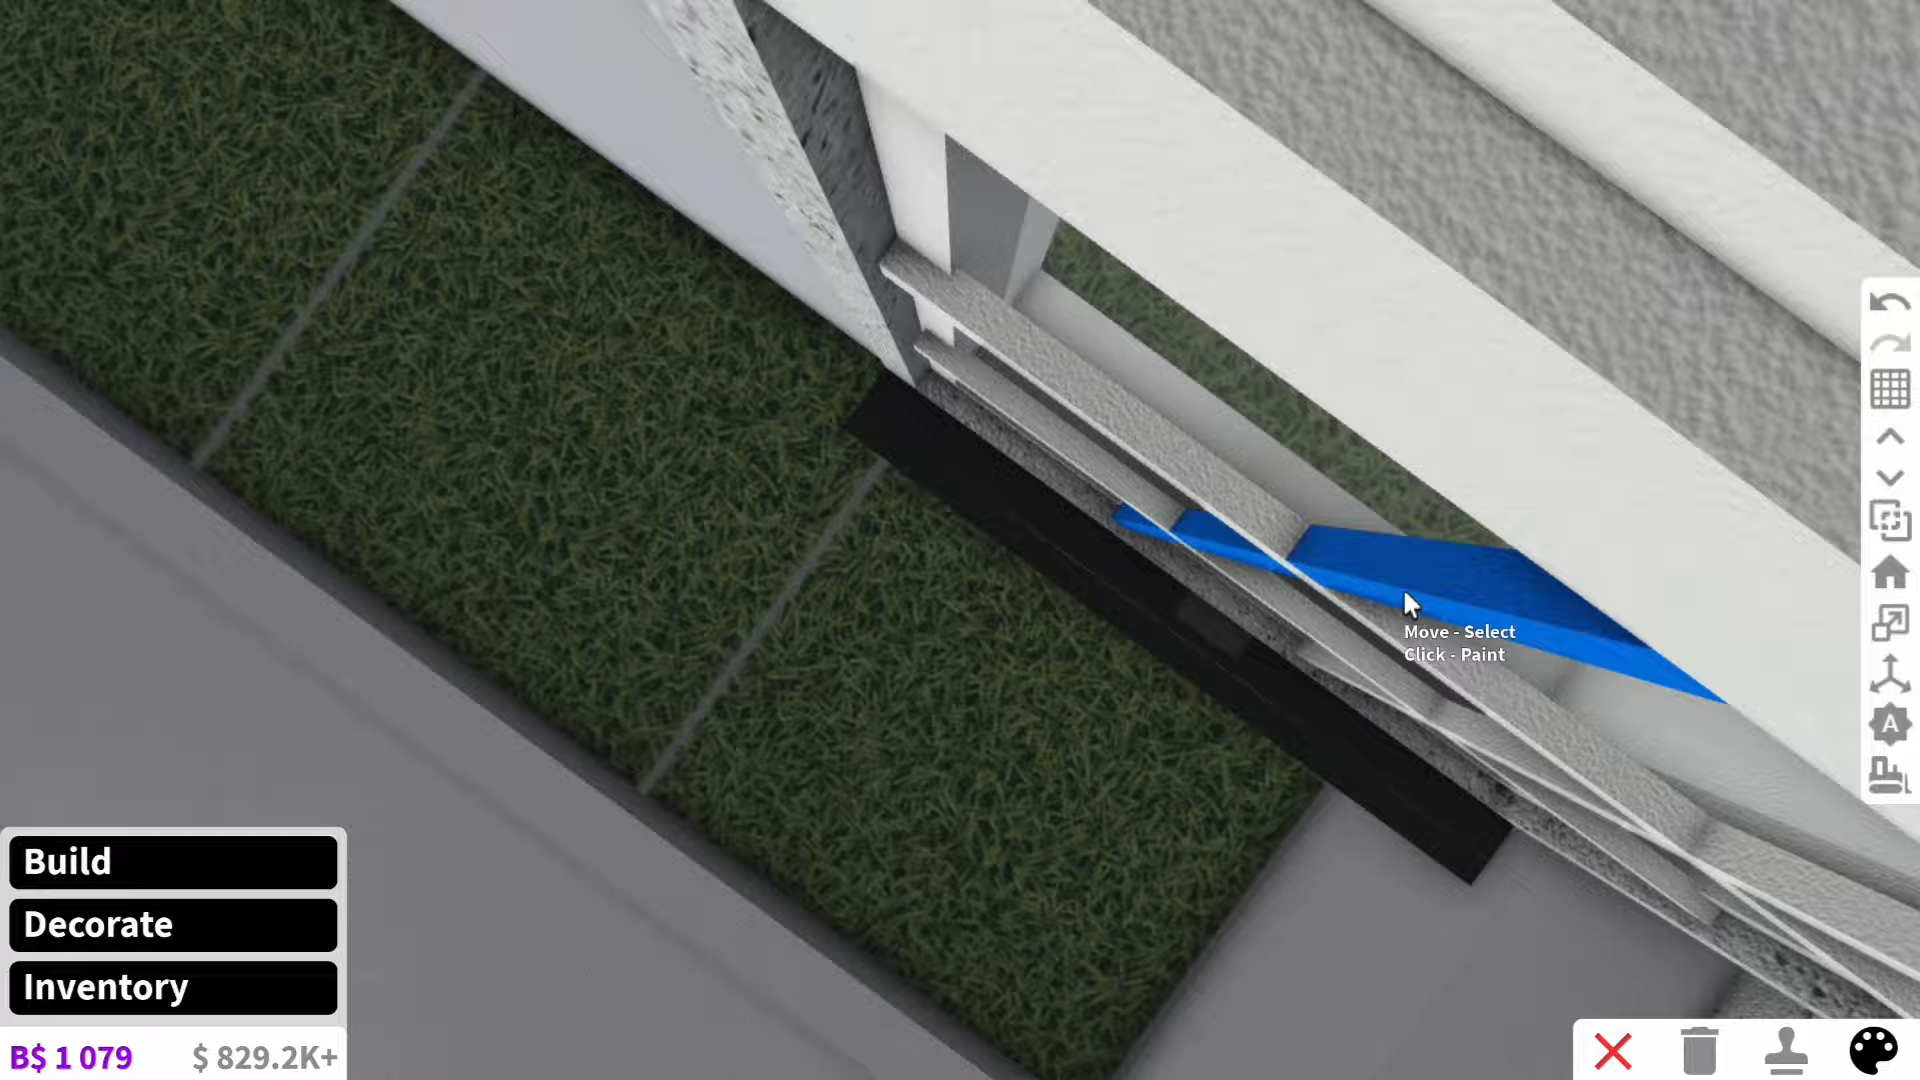 Move - Select
Click - Paint
A
Build
Decorate
Inventory
B$ 1 079
$ 829.2K+